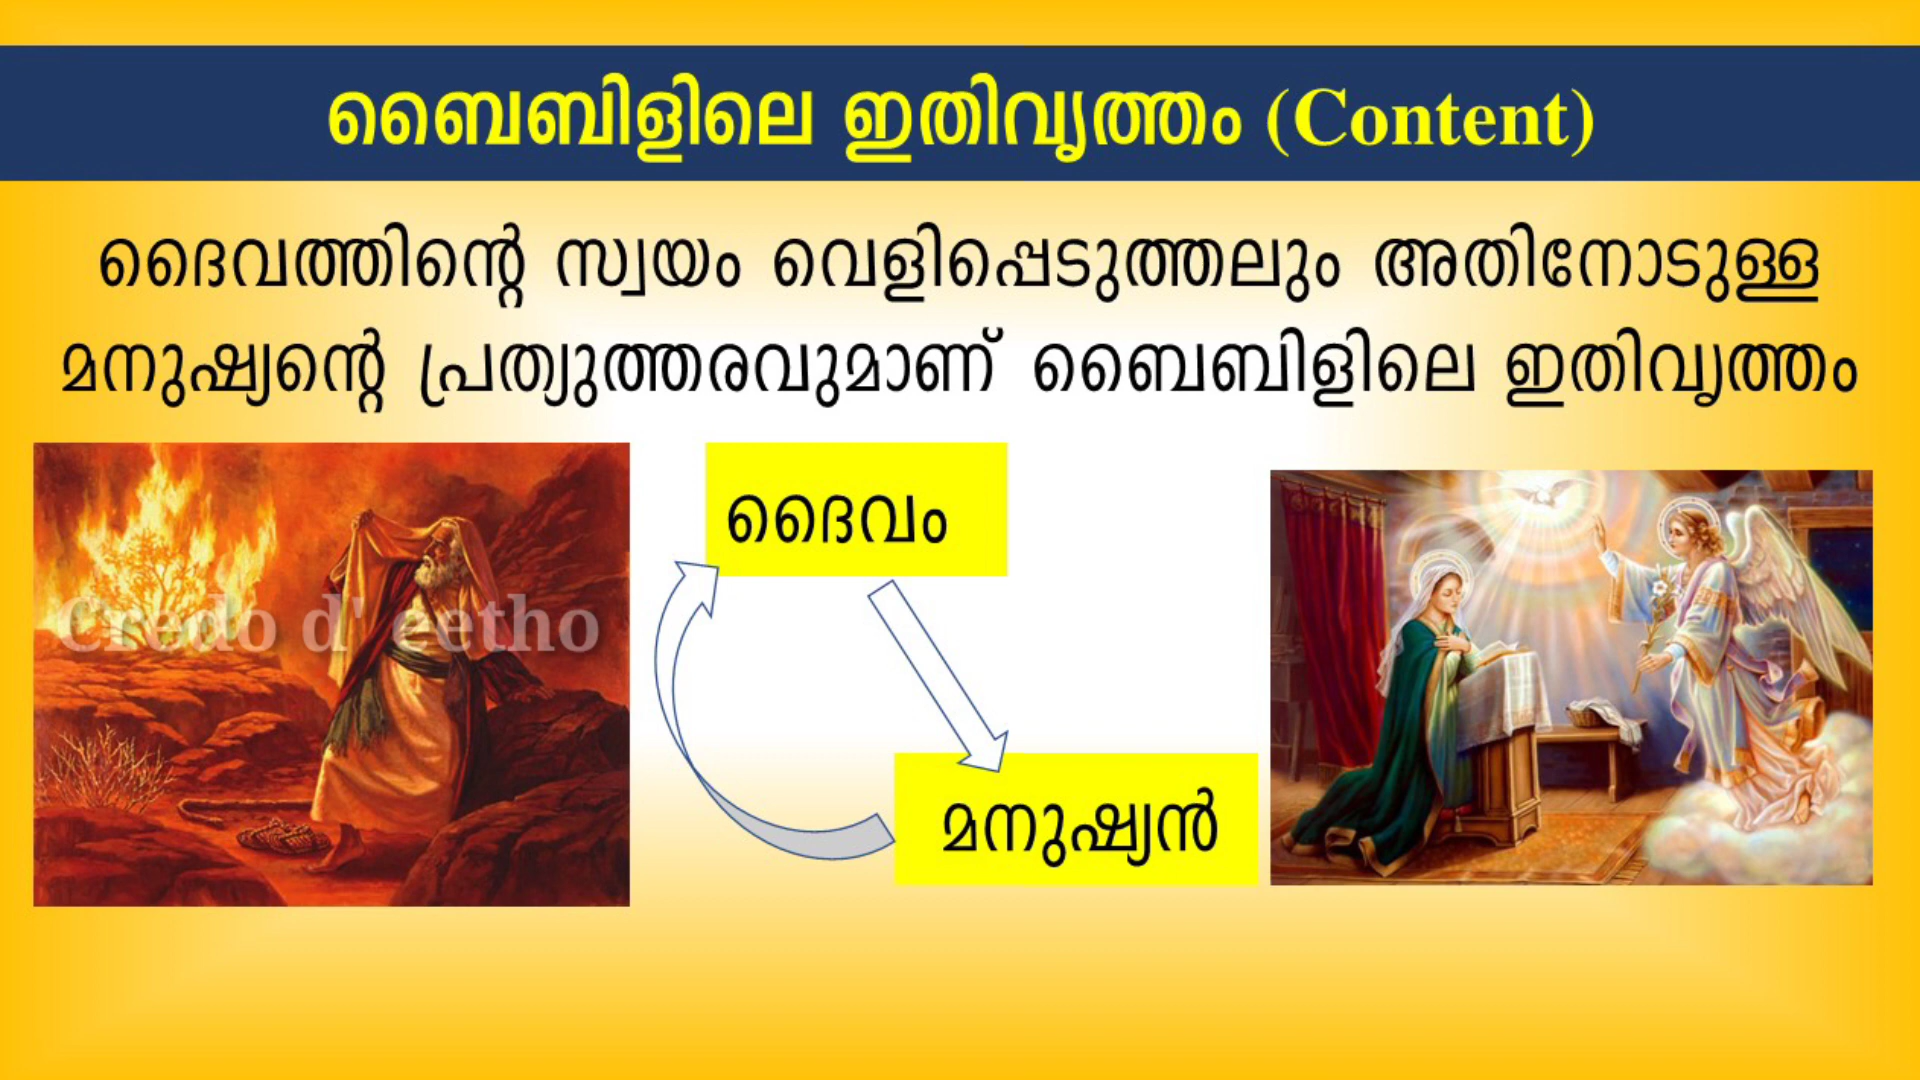 ബൈബിളിലെ ഇതിവൃത്തം (Content)
ദൈവത്തിന്റെ സ്വയം വെളിപ്പെടുത്തലും അതിനോടുള്ള
മനുഷ്യന്റെ പ്രത്യുത്തരവുമാണ് ബൈബിളിലെ ഇതിവൃത്തം
ദൈവം
Credo d' eetho
മനുഷ്യൻ